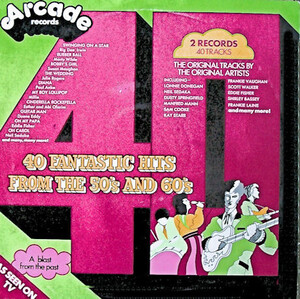 Arcade
records
SWINGING ON A STAR
Big Dee Irwin
RUBBER BALL
Marty Wilde
BOBBY'S GIRL
Susan Maughan
THE WEDDING
Julie Rogers
DIANA
Paul Anka
MY BOY LOLLIPOP
Millie
CINDERELLA ROCKEFELLA
Esther and Abi Ofarim
GUITAR MAN
Duane Eddy
OH MY PAPA
Eddie Fisher
OH CAROL
Neil Sedaka
and many, many more!!
2 RECORDS
40 TRACKS
THE ORIGINAL TRACKS BY
THE ORIGINAL ARTISTS
INCLUDING—
LONNIE DONEGAN
NEIL SEDAKA
DUSTY SPRINGFIELD
MANFRED MANN
SAM COOKE
KAY STARR
FRANKIE VAUGHAN
SCOTT WALKER
EDDIE FISHER
SHIRLEY BASSEY
FRANKIE LAINE
and many more!
40
40 FANTASTIC HITS
FROM THE 50's AND 60's
A blast
from the past
AS SEEN ON
TV